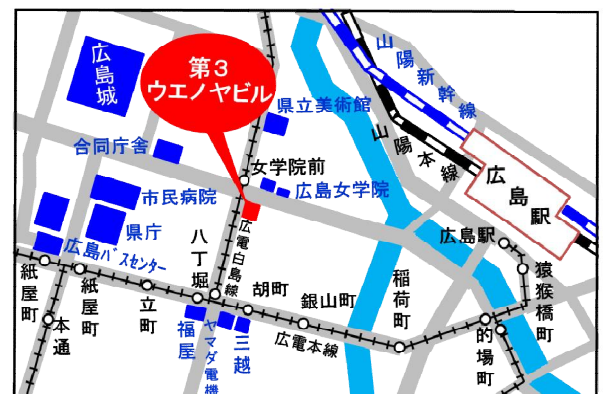 第3
ウエノヤビル
広島城
県立美術館
合同庁舎
女学院前
広島女学院
市民病院
県庁
広島バスセンター
広電白島線
八丁堀
山陽新幹線
山陽本線
広島駅
広島駅
猿猴橋町
紙屋町
紙屋町
本通
立町
福屋
ヤマダ電機
三越
胡町
銀山町
広電本線
稲荷町
的場町